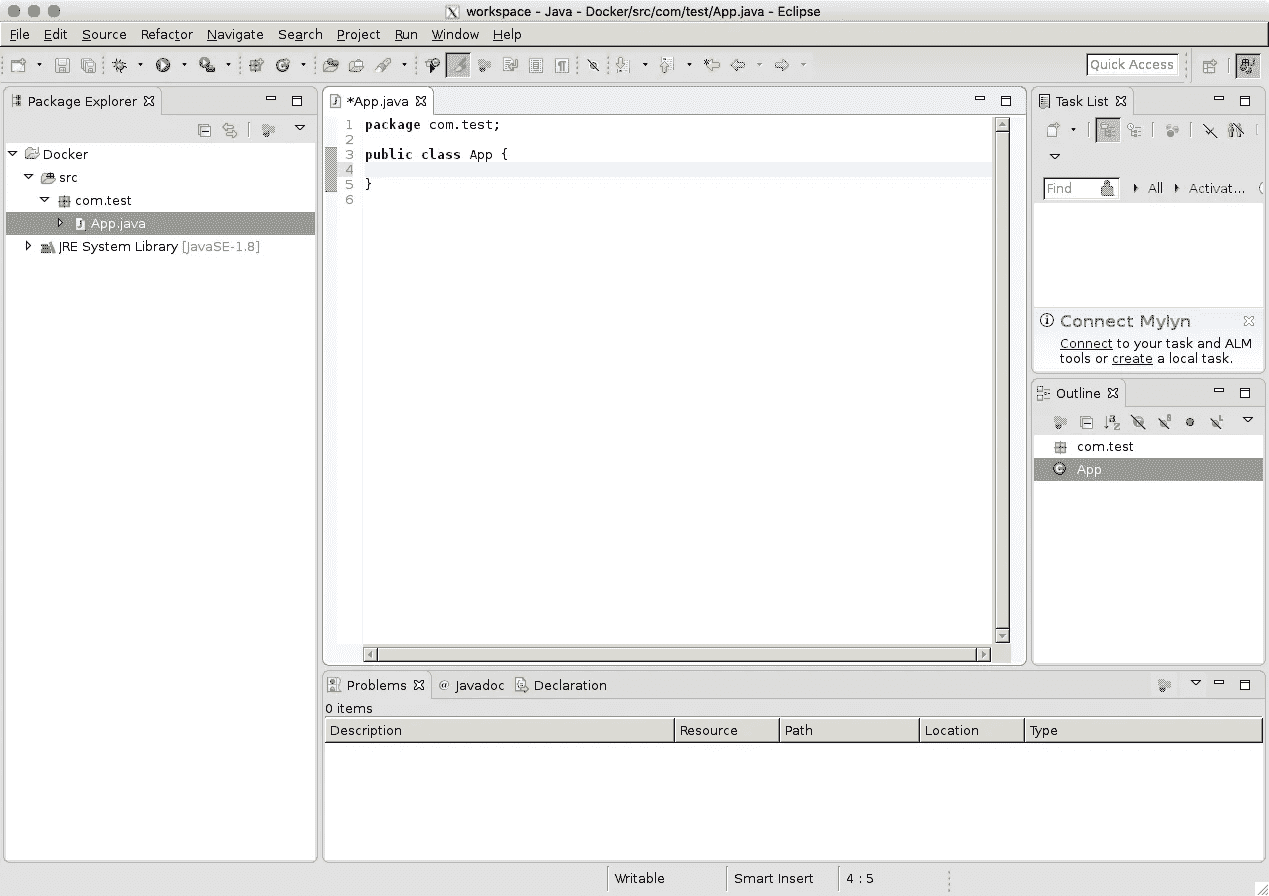 workspace - Java - Docker/src/com/test/App.java - Eclipse
File Edit Source Refactor Navigate Search Project Run Window Help
Quick Access
Package Explorer
Docker
src
com.test
App.java
JRE System Library [JavaSE-1.8]
*App.java
1 package com.test;
2
3 public class App {
4
5 }
6
Task List
Find All Activat...
Connect Mylyn
Connect to your task and ALM
tools or create a local task.
Outline
com.test
App
Problems @ Javadoc Declaration
0 items
Description Resource Path Location Type
Writable Smart Insert 4 : 5